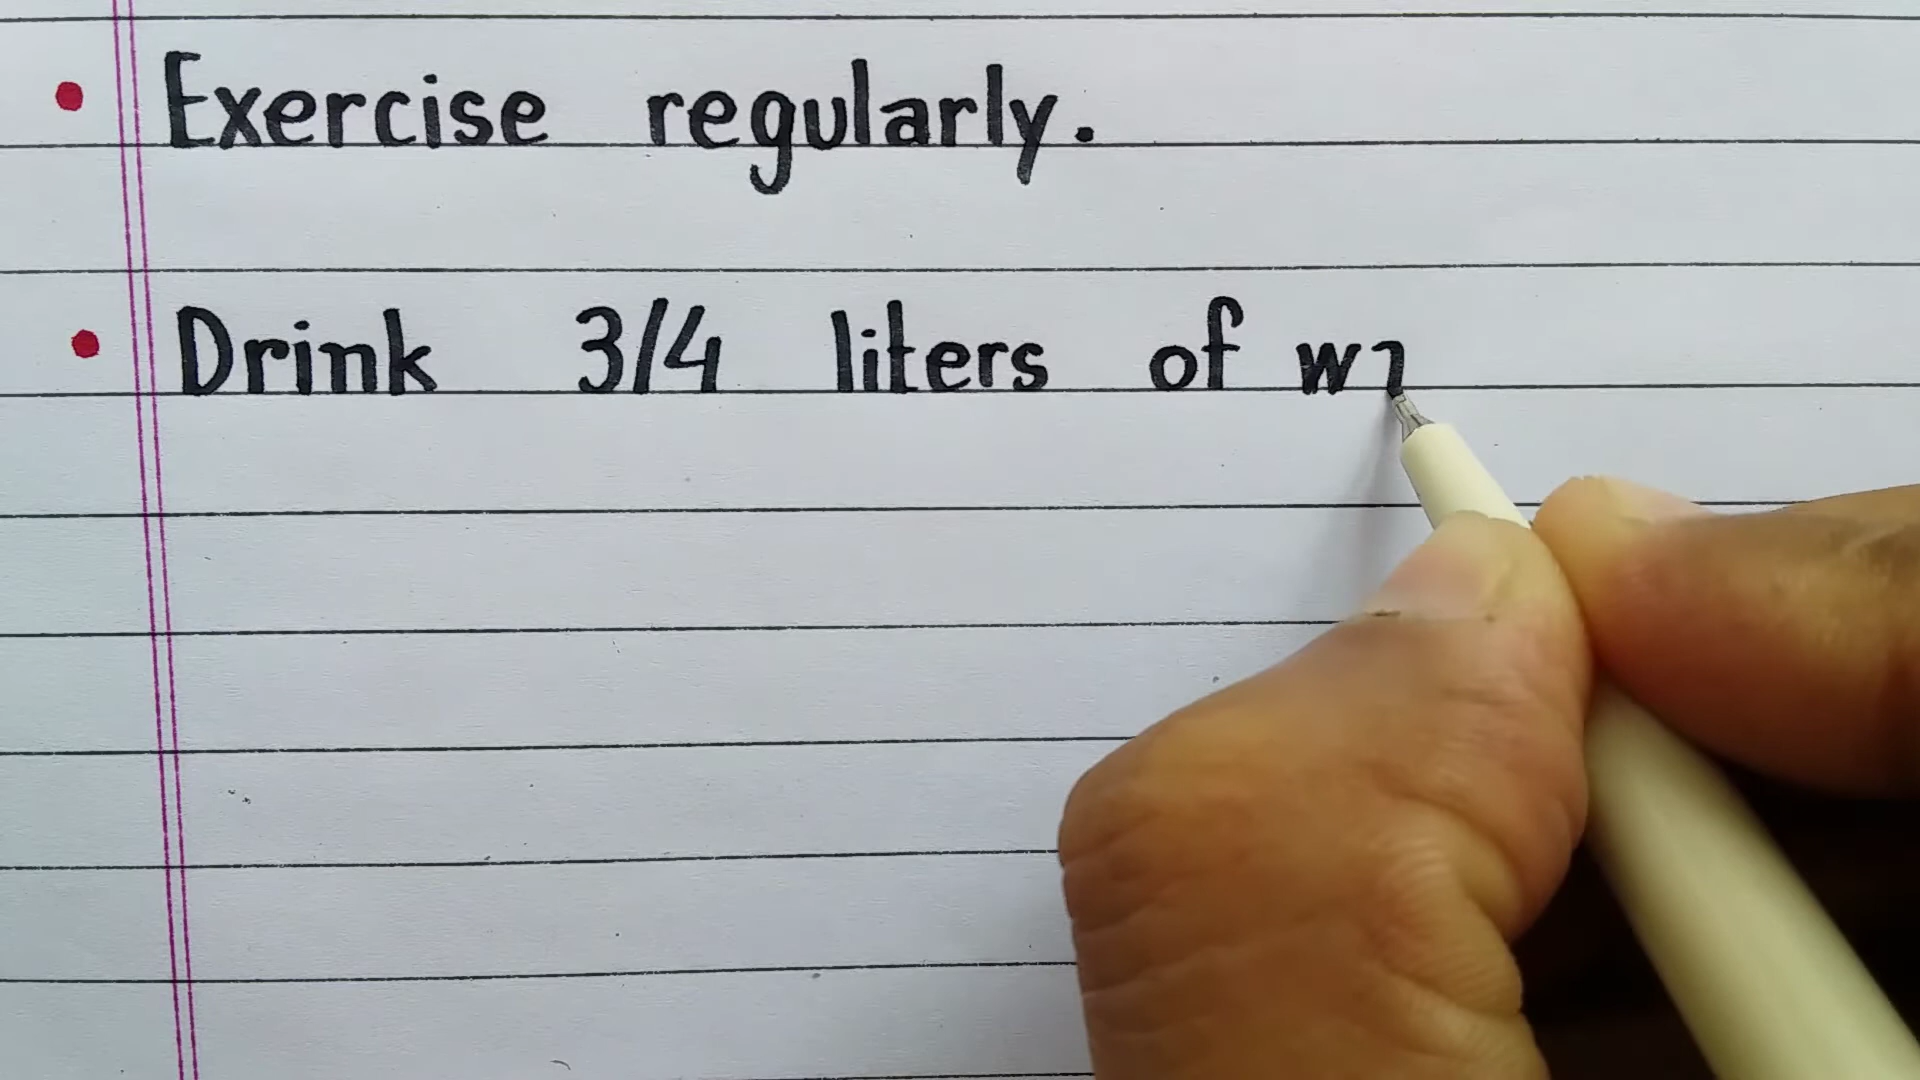 • Exercise regularly.
• Drink 3/4 liters of w